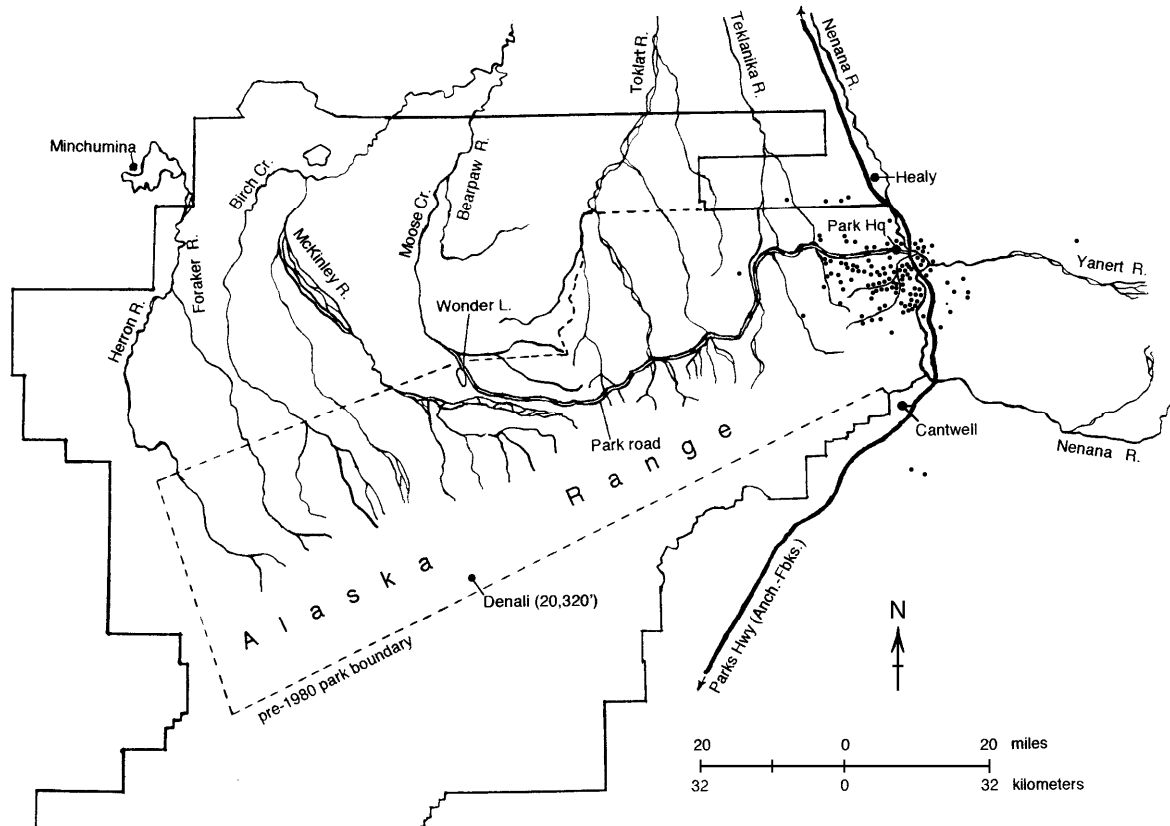 Toklat R.
Teklanika R.
Nenana R.
Minchumina
Birch Cr.
Bearpaw R.
Healy
Moose Cr.
Park Hq
Foraker R.
McKinley R.
Yanert R.
Herron R.
Wonder L.
Cantwell
Park road
Nenana R.
Alaska Range
Denali (20,320')
Parks Hwy (Anch.-Fbks.)
N
pre-1980 park boundary
20 0 20 miles
32 0 32 kilometers